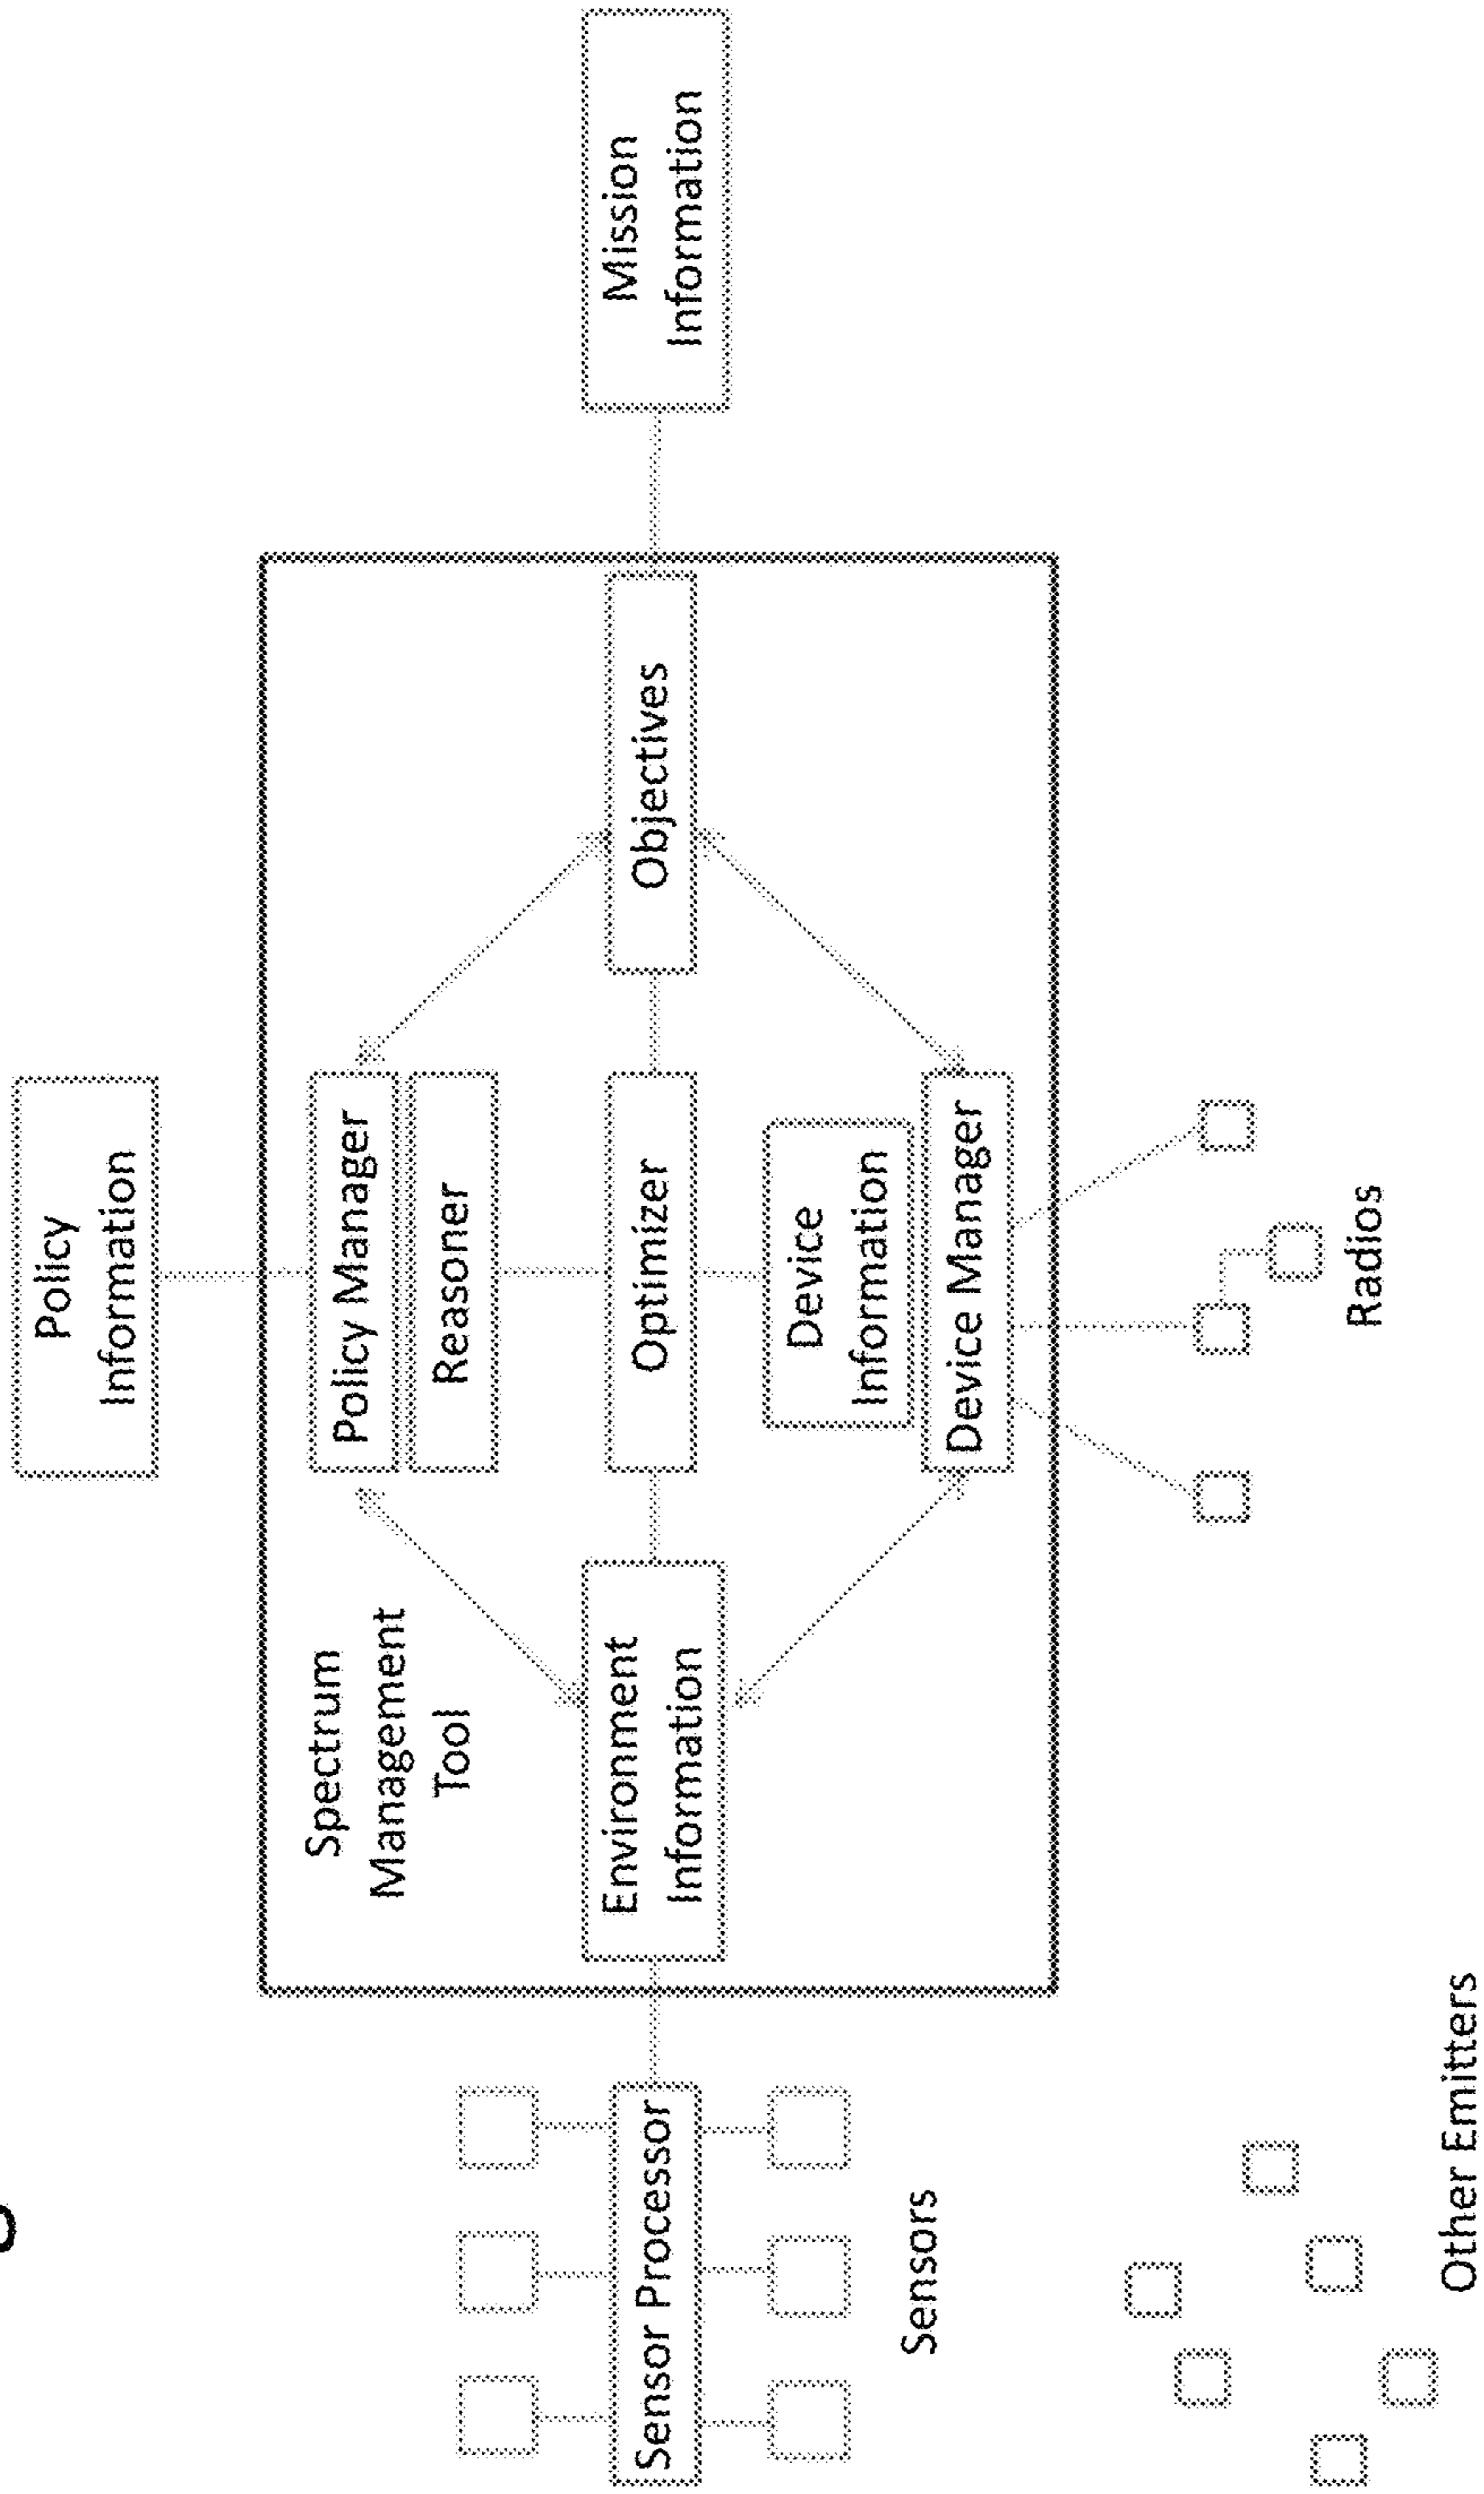 Policy
Information
Spectrum
Management
Tool
Policy Manager
Reasoner
Sensor Processor
Environment
Information
Optimizer
Objectives
Mission
Information
Device
Information
Device Manager
Sensors
Radios
Other Emitters